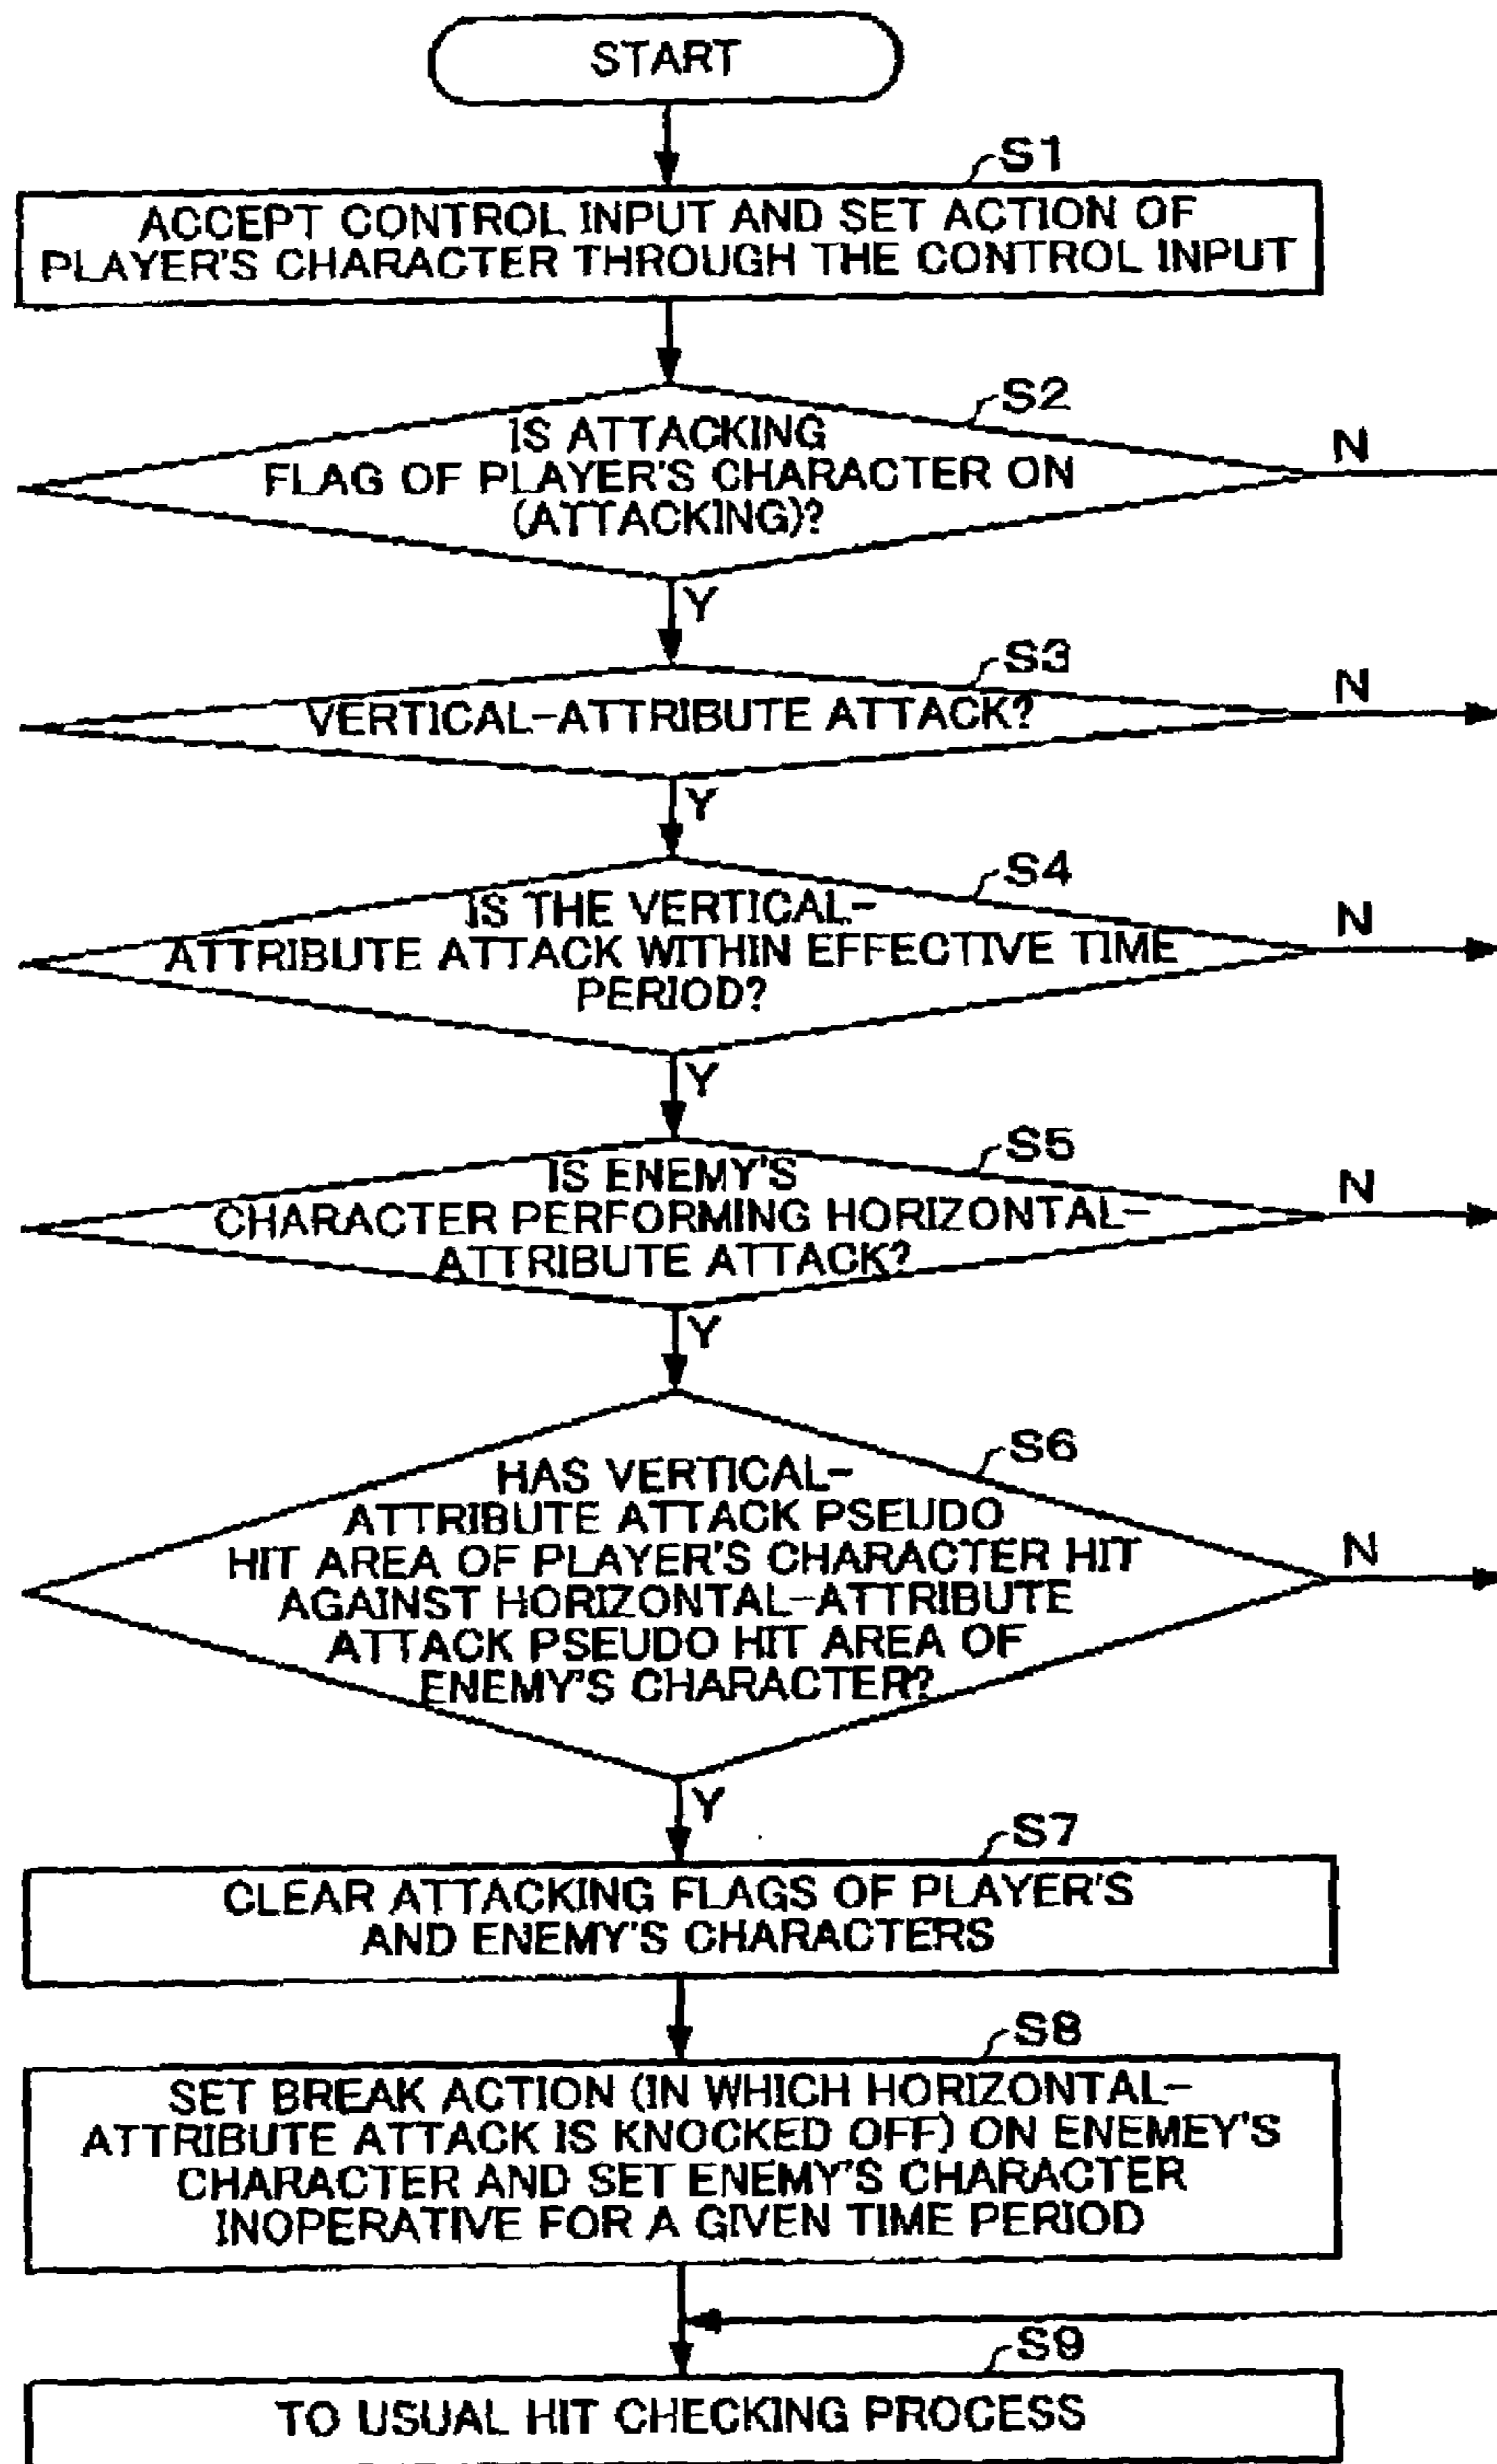 START
S1
ACCEPT CONTROL INPUT AND SET ACTION OF
PLAYER'S CHARACTER THROUGH THE CONTROL INPUT
S2
IS ATTACKING
FLAG OF PLAYER'S CHARACTER ON
(ATTACKING)?
N
Y
S3
VERTICAL-ATTRIBUTE ATTACK?
N
Y
S4
IS THE VERTICAL-
ATTRIBUTE ATTACK WITHIN EFFECTIVE TIME
PERIOD?
N
Y
S5
IS ENEMY'S
CHARACTER PERFORMING HORIZONTAL-
ATTRIBUTE ATTACK?
N
Y
S6
HAS VERTICAL-
ATTRIBUTE ATTACK PSEUDO
HIT AREA OF PLAYER'S CHARACTER HIT
AGAINST HORIZONTAL-ATTRIBUTE
ATTACK PSEUDO HIT AREA OF
ENEMY'S CHARACTER?
N
Y
S7
CLEAR ATTACKING FLAGS OF PLAYER'S
AND ENEMY'S CHARACTERS
S8
SET BREAK ACTION (IN WHICH HORIZONTAL-
ATTRIBUTE ATTACK IS KNOCKED OFF) ON ENEMEY'S
CHARACTER AND SET ENEMY'S CHARACTER
INOPERATIVE FOR A GIVEN TIME PERIOD
S9
TO USUAL HIT CHECKING PROCESS